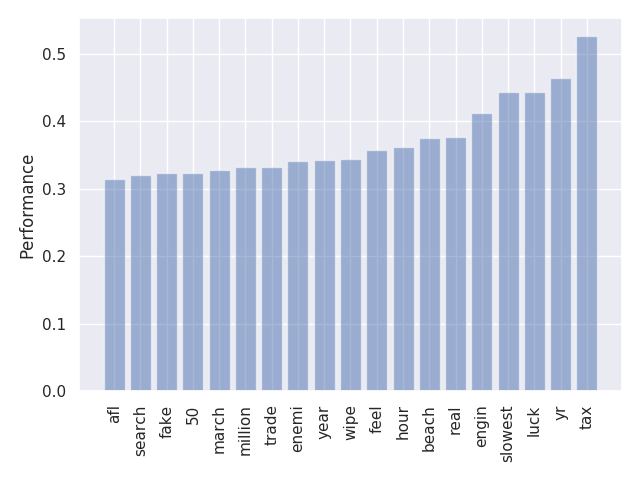 0.5
0.4
0.3
0.2
0.1
0.0
Performance
afl
search
fake
50
march
million
trade
enemi
year
wipe
feel
hour
beach
real
engin
slowest
luck
yr
tax